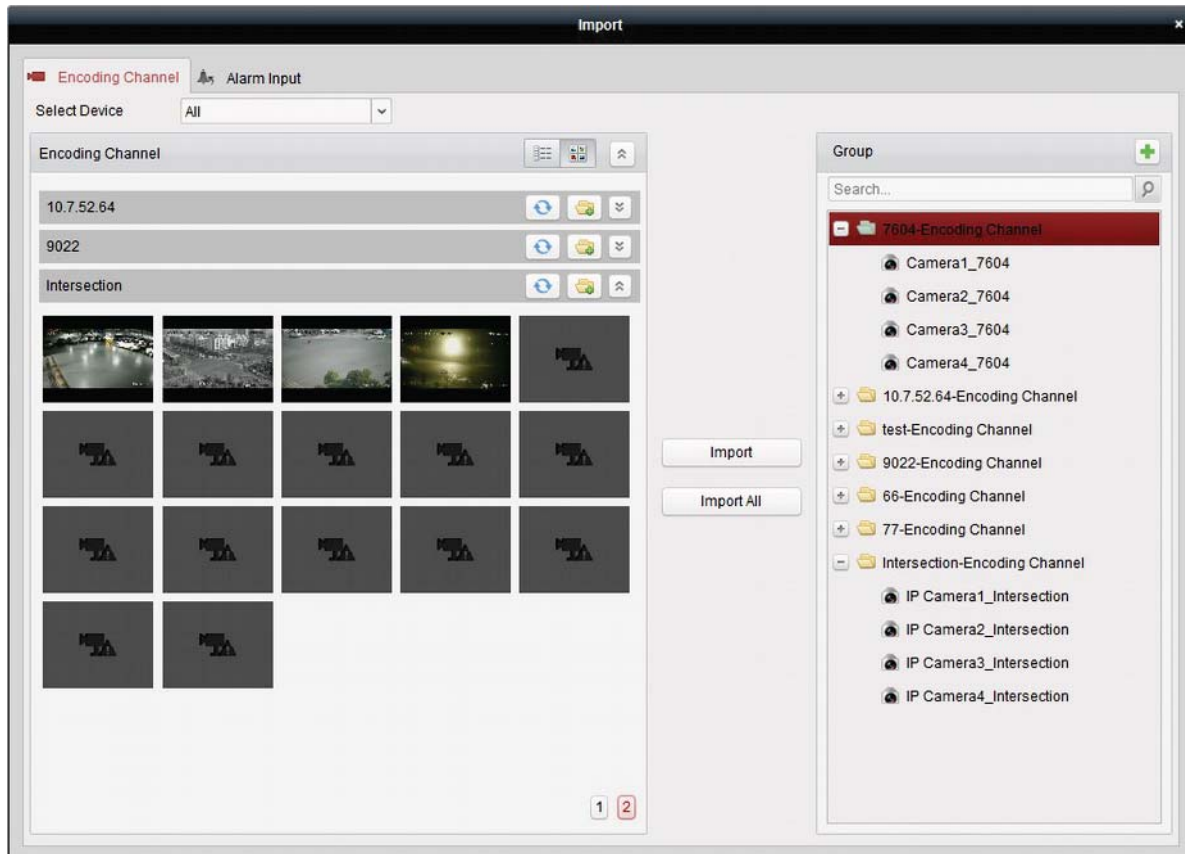 Import
Encoding Channel
Alarm Input
Select Device
All
Encoding Channel
10.7.52.64
9022
Intersection
1 2
Import
Import All
Group
Search...
7604-Encoding Channel
Camera1_7604
Camera2_7604
Camera3_7604
Camera4_7604
10.7.52.64-Encoding Channel
test-Encoding Channel
9022-Encoding Channel
66-Encoding Channel
77-Encoding Channel
Intersection-Encoding Channel
IP Camera1_Intersection
IP Camera2_Intersection
IP Camera3_Intersection
IP Camera4_Intersection